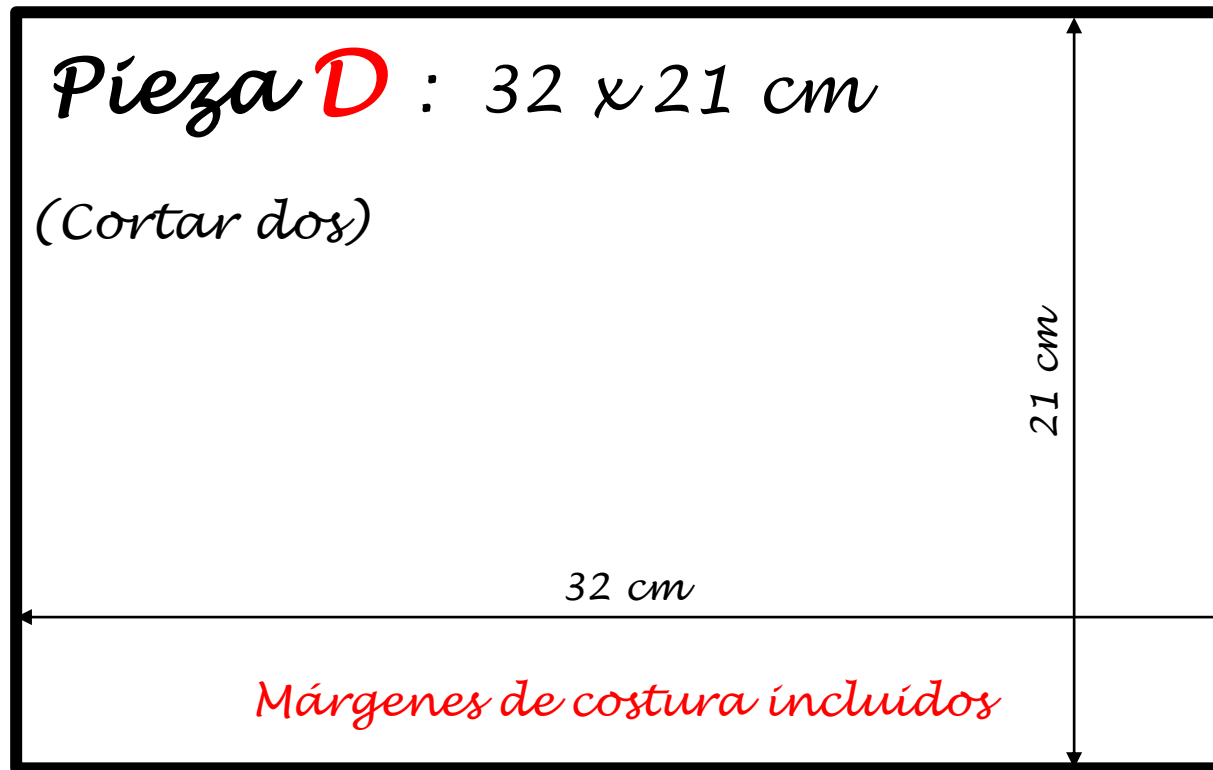 Pieza D : 32 x 21 cm
(Cortar dos)
21 cm
32 cm
Márgenes de costura incluidos